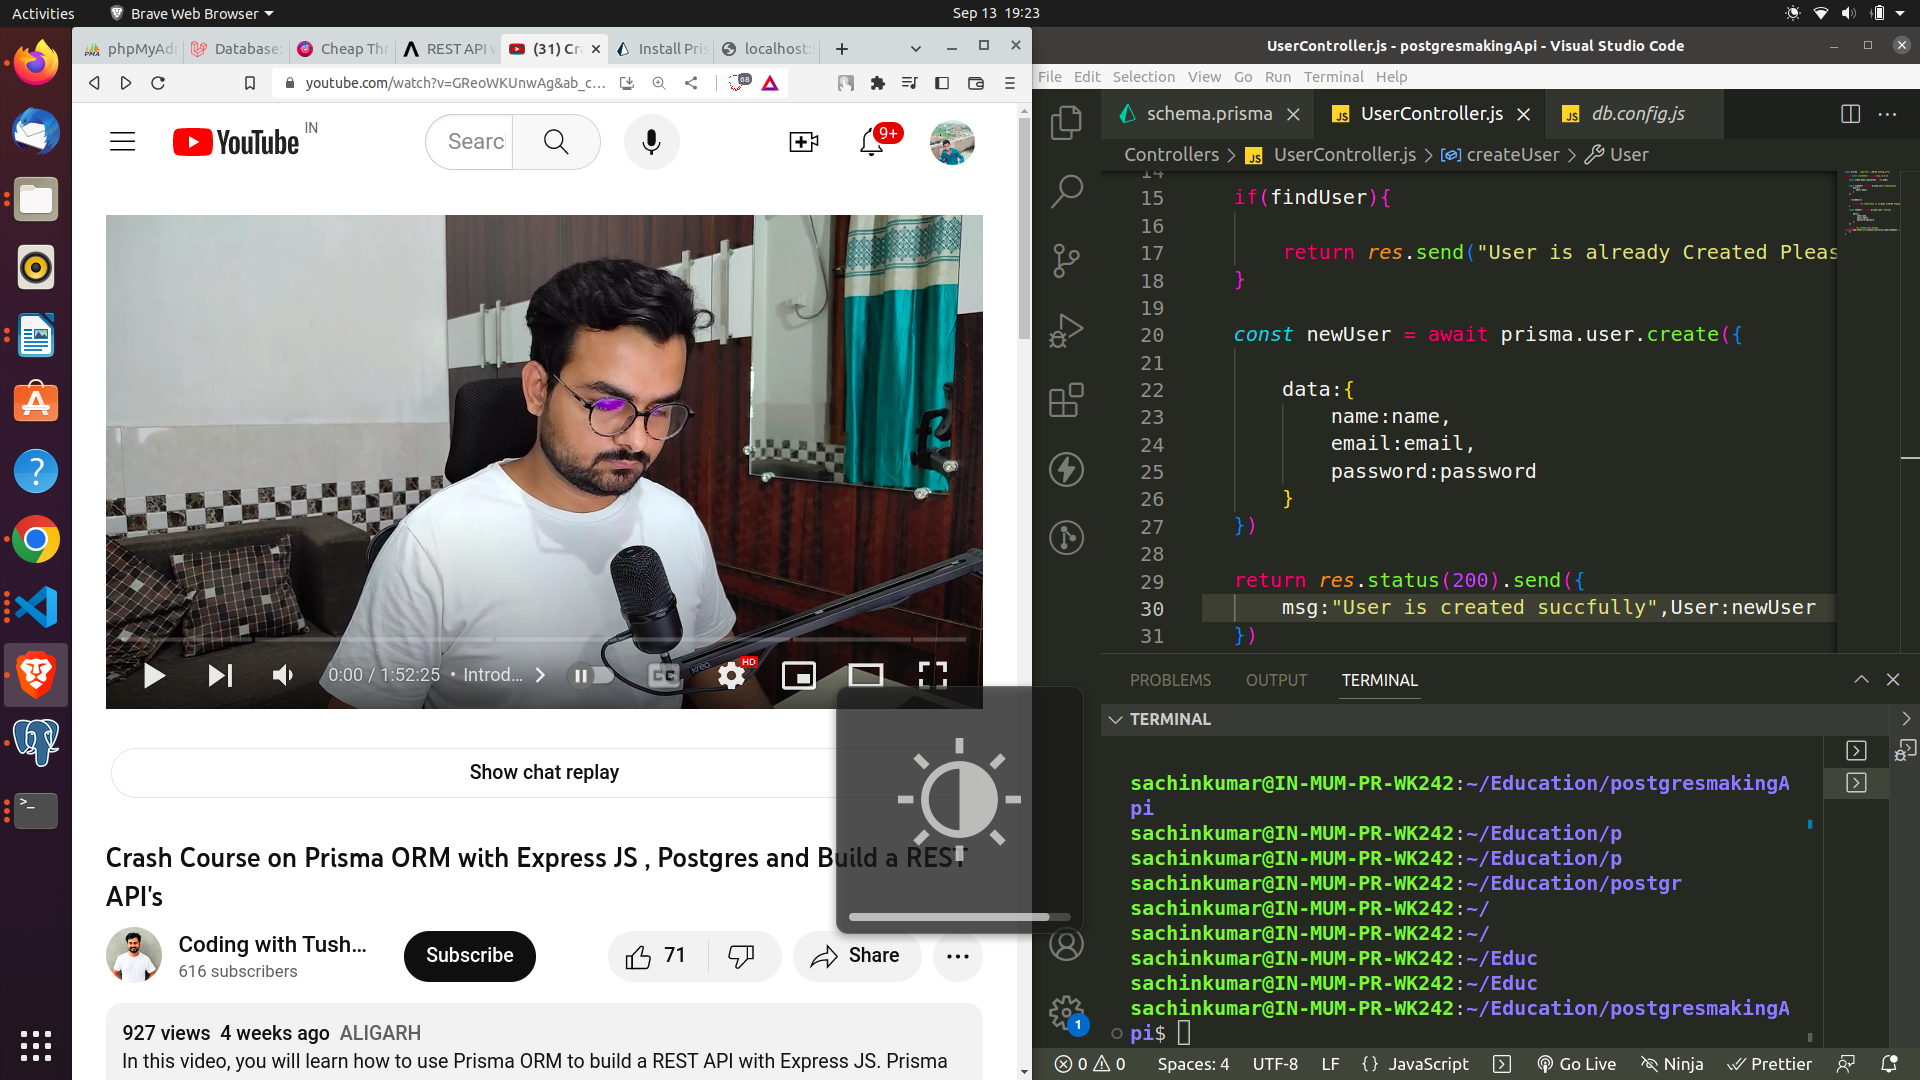 Activities
Brave Web Browser
Sep 13 19:23
phpMyAdr
Database:
Cheap Thr
REST API w
(31) Cr
Install Pris
localhost:
youtube.com/watch?v=GReoWKUnwAg&ab_c...
68
YouTube
IN
Searc
9+
0:00 / 1:52:25 • Introd...
CC
HD
Show chat replay
Crash Course on Prisma ORM with Express JS , Postgres and Build a REST
API's
Coding with Tush...
616 subscribers
Subscribe
71
Share
927 views 4 weeks ago ALIGARH
In this video, you will learn how to use Prisma ORM to build a REST API with Express JS. Prisma
UserController.js - postgresmakingApi - Visual Studio Code
File Edit Selection View Go Run Terminal Help
schema.prisma
JS UserController.js
JS db.config.js
Controllers > JS UserController.js > createUser > User
14
15 if(findUser){
16
17 return res.send("User is already Created Pleas
18 }
19
20 const newUser = await prisma.user.create({
21
22 data:{
23 name:name,
24 email:email,
25 password:password
26 }
27 })
28
29 return res.status(200).send({
30 msg:"User is created succfully",User:newUser
31 })
PROBLEMS OUTPUT TERMINAL
TERMINAL
sachinkumar@IN-MUM-PR-WK242:~/Education/postgresmakingA
pi
sachinkumar@IN-MUM-PR-WK242:~/Education/p
sachinkumar@IN-MUM-PR-WK242:~/Education/p
sachinkumar@IN-MUM-PR-WK242:~/Education/postgr
sachinkumar@IN-MUM-PR-WK242:~/
sachinkumar@IN-MUM-PR-WK242:~/
sachinkumar@IN-MUM-PR-WK242:~/Educ
sachinkumar@IN-MUM-PR-WK242:~/Educ
sachinkumar@IN-MUM-PR-WK242:~/Education/postgresmakingA
pi$
1
0 0 Spaces: 4 UTF-8 LF {} JavaScript Go Live Ninja Prettier